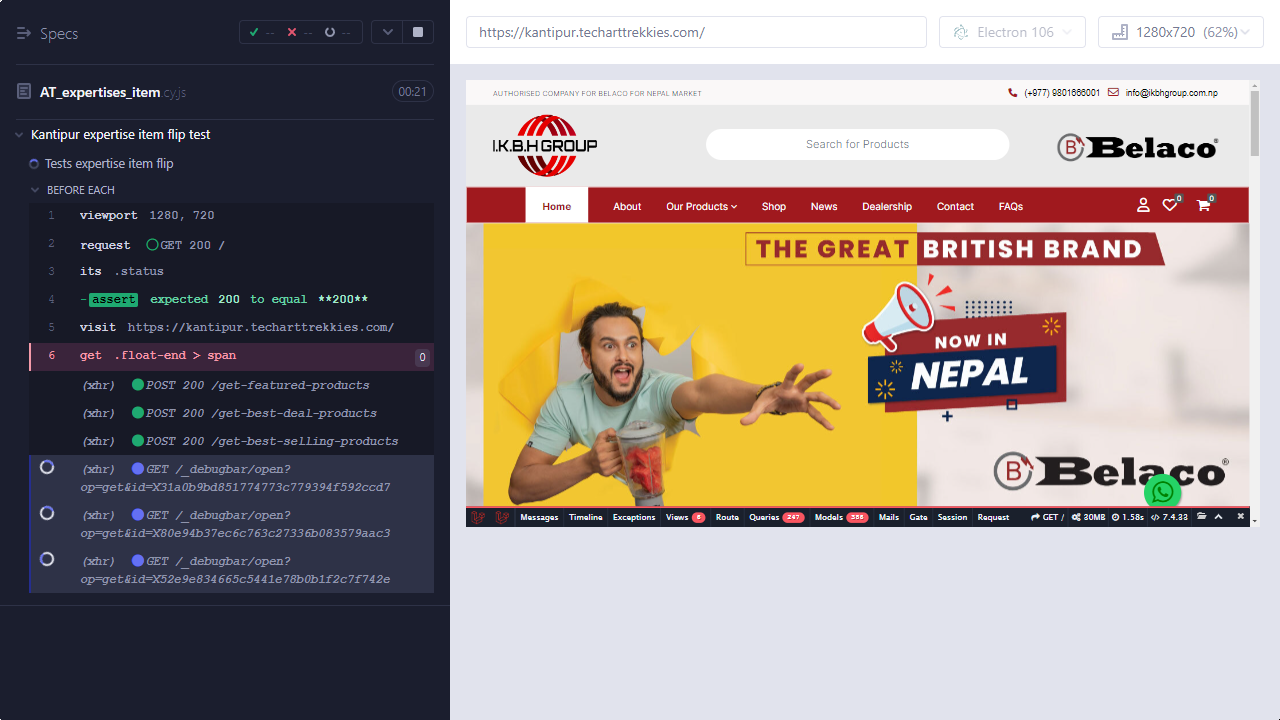 Specs
--
--
--
AT_expertises_item.cy.js
00:21
Kantipur expertise item flip test
Tests expertise item flip
BEFORE EACH
1 viewport 1280, 720
2 request GET 200 /
3 its .status
4 -assert expected 200 to equal **200**
5 visit https://kantipur.techarttrekkies.com/
6 get .float-end > span 0
(xhr) POST 200 /get-featured-products
(xhr) POST 200 /get-best-deal-products
(xhr) POST 200 /get-best-selling-products
(xhr) GET /_debugbar/open?
op=get&id=X31a0b9bd851774773c779394f592ccd7
(xhr) GET /_debugbar/open?
op=get&id=X80e94b37ec6c763c27336b083579aac3
(xhr) GET /_debugbar/open?
op=get&id=X52e9e834665c5441e78b0b1f2c7f742e
https://kantipur.techarttrekkies.com/
Electron 106
1280x720 (62%)
AUTHORISED COMPANY FOR BELACO FOR NEPAL MARKET
(+977) 9801666001
info@ikbhgroup.com.np
I.K.B.H GROUP
Search for Products
B Belaco®
Home About Our Products Shop News Dealership Contact FAQs 0 0
THE GREAT BRITISH BRAND
NOW IN
NEPAL
B Belaco®
Messages Timeline Exceptions Views 6 Route Queries 247 Models 386 Mails Gate Session Request GET / 30MB 1.58s 7.4.33